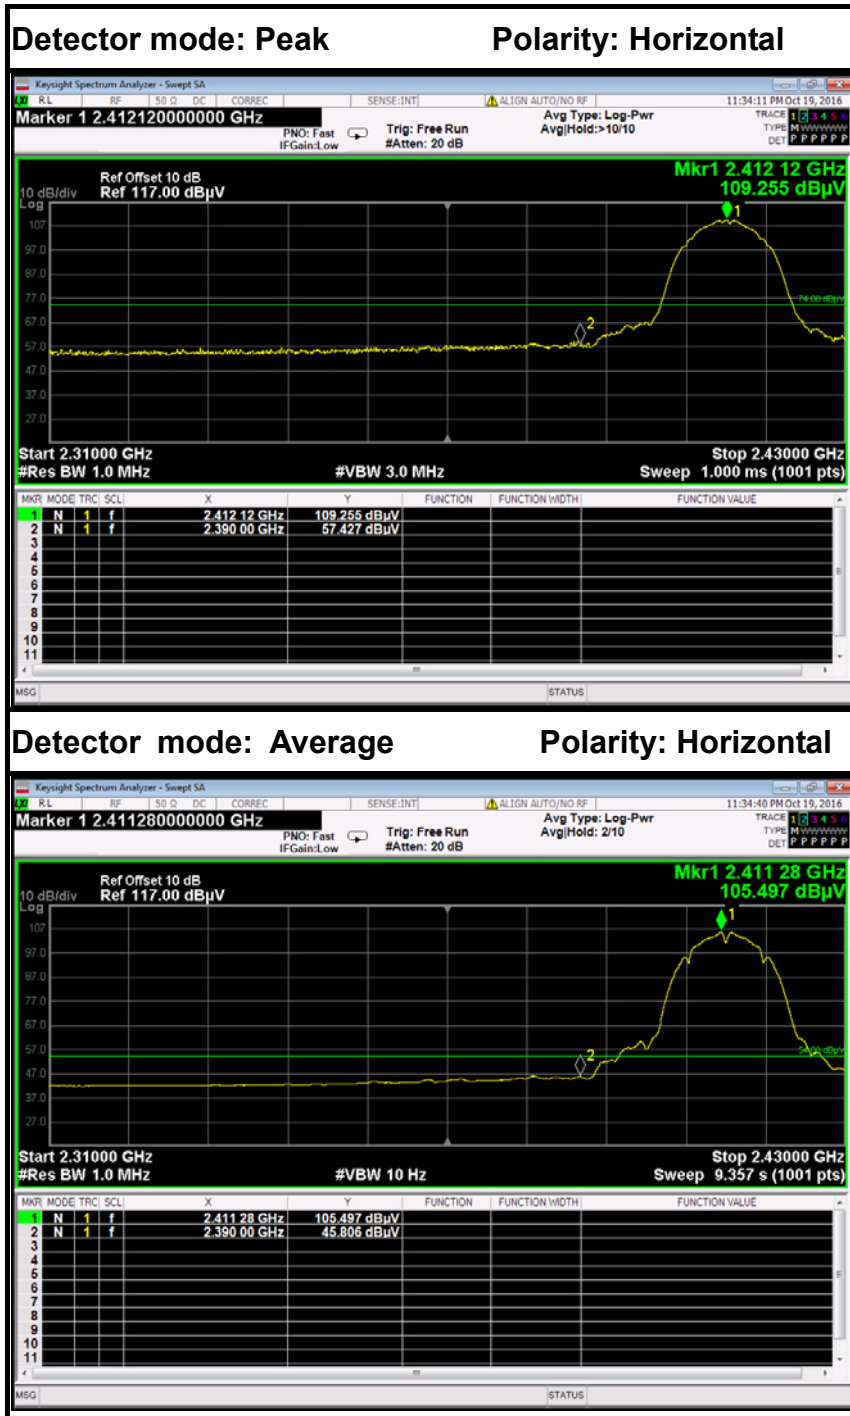 Detector mode: Peak Polarity: Horizontal
Keysight Spectrum Analyzer - Swept SA
RL RF 50 Ω DC CORREC SENSE:INT ALIGN AUTO/NO RF 11:34:11 PM Oct 19, 2016
Marker 1 2.412120000000 GHz
PNO: Fast
IFGain:Low
Trig: Free Run
#Atten: 20 dB
Avg Type: Log-Pwr
Avg|Hold:>10/10
TRACE 1 2 3 4 5 6
TYPE M W W W W W
DET P P P P P P
Mkr1 2.412 12 GHz
109.255 dBµV
Ref Offset 10 dB
10 dB/div Ref 117.00 dBµV
Log
1
107
97.0
87.0
77.0
74.00 dBµV
67.0
2
57.0
47.0
37.0
27.0
Start 2.31000 GHz Stop 2.43000 GHz
#Res BW 1.0 MHz #VBW 3.0 MHz Sweep 1.000 ms (1001 pts)
MKR MODE TRC SCL X Y FUNCTION FUNCTION WIDTH FUNCTION VALUE
1 N 1 f 2.412 12 GHz 109.255 dBµV
2 N 1 f 2.390 00 GHz 57.427 dBµV
3
4
5
6
7
8
9
10
11
MSG STATUS
Detector mode: Average Polarity: Horizontal
Keysight Spectrum Analyzer - Swept SA
RL RF 50 Ω DC CORREC SENSE:INT ALIGN AUTO/NO RF 11:34:40 PM Oct 19, 2016
Marker 1 2.411280000000 GHz
PNO: Fast
IFGain:Low
Trig: Free Run
#Atten: 20 dB
Avg Type: Log-Pwr
Avg|Hold: 2/10
TRACE 1 2 3 4 5 6
TYPE M W W W W W
DET P P P P P P
Mkr1 2.411 28 GHz
105.497 dBµV
Ref Offset 10 dB
10 dB/div Ref 117.00 dBµV
Log
1
107
97.0
87.0
77.0
67.0
57.0
54.00 dBµV
2
47.0
37.0
27.0
Start 2.31000 GHz Stop 2.43000 GHz
#Res BW 1.0 MHz #VBW 10 Hz Sweep 9.357 s (1001 pts)
MKR MODE TRC SCL X Y FUNCTION FUNCTION WIDTH FUNCTION VALUE
1 N 1 f 2.411 28 GHz 105.497 dBµV
2 N 1 f 2.390 00 GHz 45.806 dBµV
3
4
5
6
7
8
9
10
11
MSG STATUS